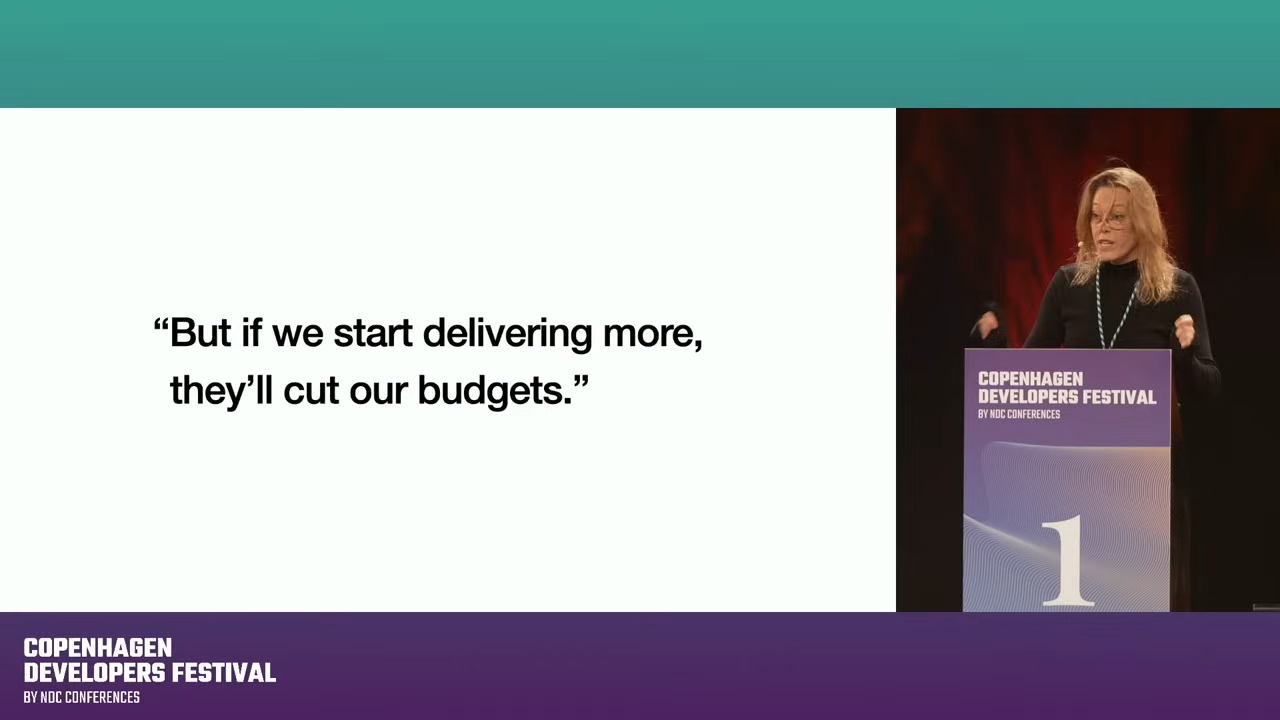 “But if we start delivering more,
they’ll cut our budgets.”
COPENHAGEN
DEVELOPERS FESTIVAL
BY NDC CONFERENCES
1
COPENHAGEN
DEVELOPERS FESTIVAL
BY NDC CONFERENCES